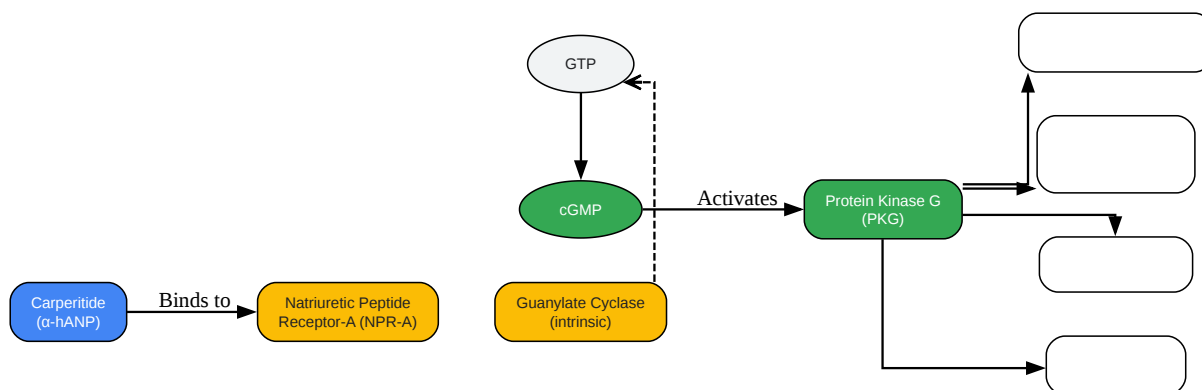 GTP
cGMP
Activates
Protein Kinase G
(PKG)
Carperitide
(α-hANP)
Binds to
Natriuretic Peptide
Receptor-A (NPR-A)
Guanylate Cyclase
(intrinsic)